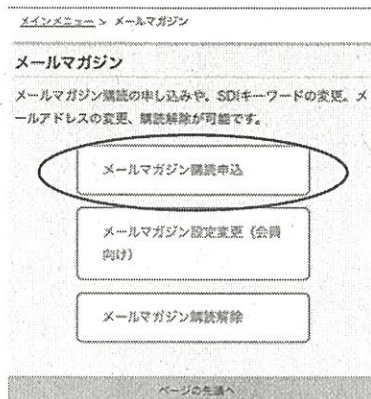 メインメニュー > メールマガジン
メールマガジン
メールマガジン購読の申し込みや、SDIキーワードの変更、メ
ールアドレスの変更、購読解除が可能です。
メールマガジン購読申込
メールマガジン設定変更（会員
向け）
メールマガジン購読解除
ページの先頭へ